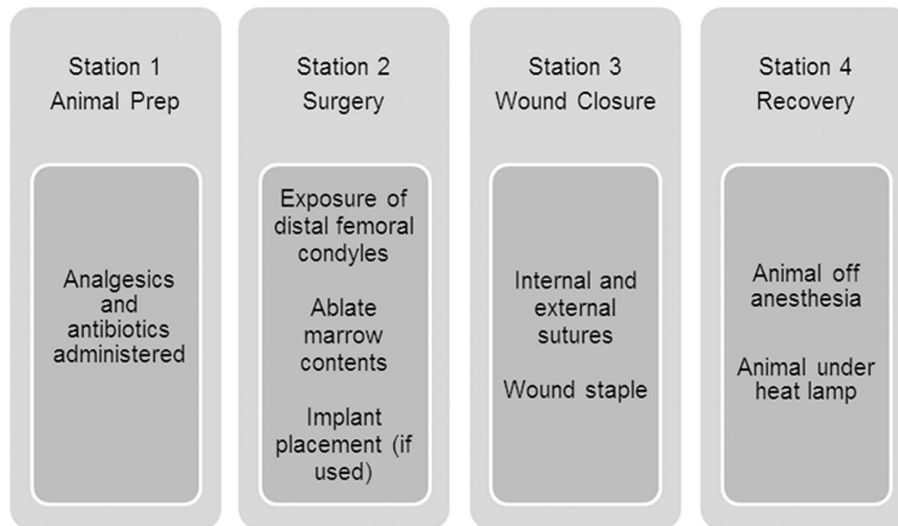 Station 1
Animal Prep
Analgesics
and
antibiotics
administered
Station 2
Surgery
Exposure of
distal femoral
condyles
Ablate
marrow
contents
Implant
placement (if
used)
Station 3
Wound Closure
Internal and
external
sutures
Wound staple
Station 4
Recovery
Animal off
anesthesia
Animal under
heat lamp